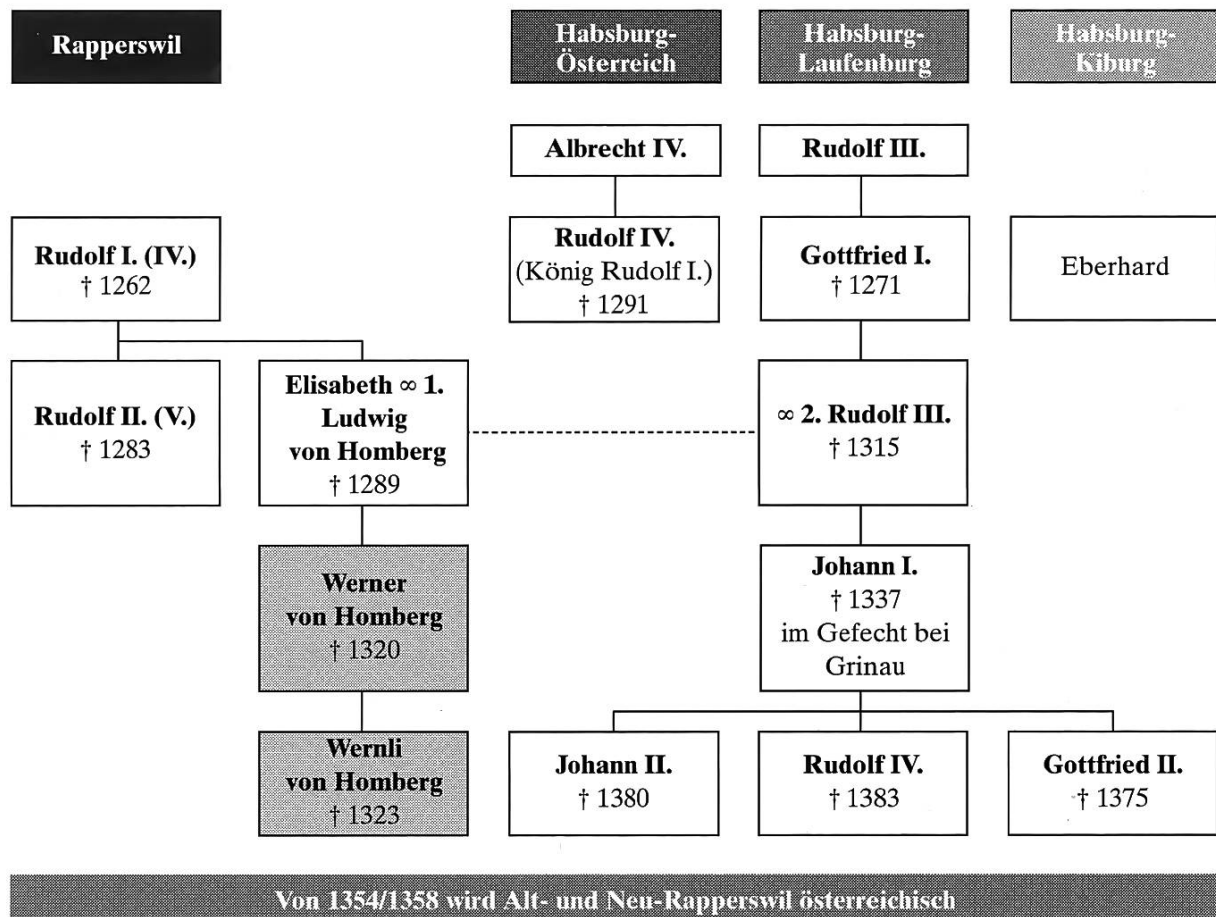 Rapperswil
Habsburg-
Österreich
Habsburg-
Laufenburg
Habsburg-
Kiburg
Albrecht IV.
Rudolf III.
Rudolf I. (IV.)
† 1262
Rudolf IV.
(König Rudolf I.)
† 1291
Gottfried I.
† 1271
Eberhard
Rudolf II. (V.)
† 1283
Elisabeth ∞ 1.
Ludwig
von Homberg
† 1289
∞ 2. Rudolf III.
† 1315
Werner
von Homberg
† 1320
Johann I.
† 1337
im Gefecht bei
Grinau
Wernli
von Homberg
† 1323
Johann II.
† 1380
Rudolf IV.
† 1383
Gottfried II.
† 1375
Von 1354/1358 wird Alt- und Neu-Rapperswil österreichisch